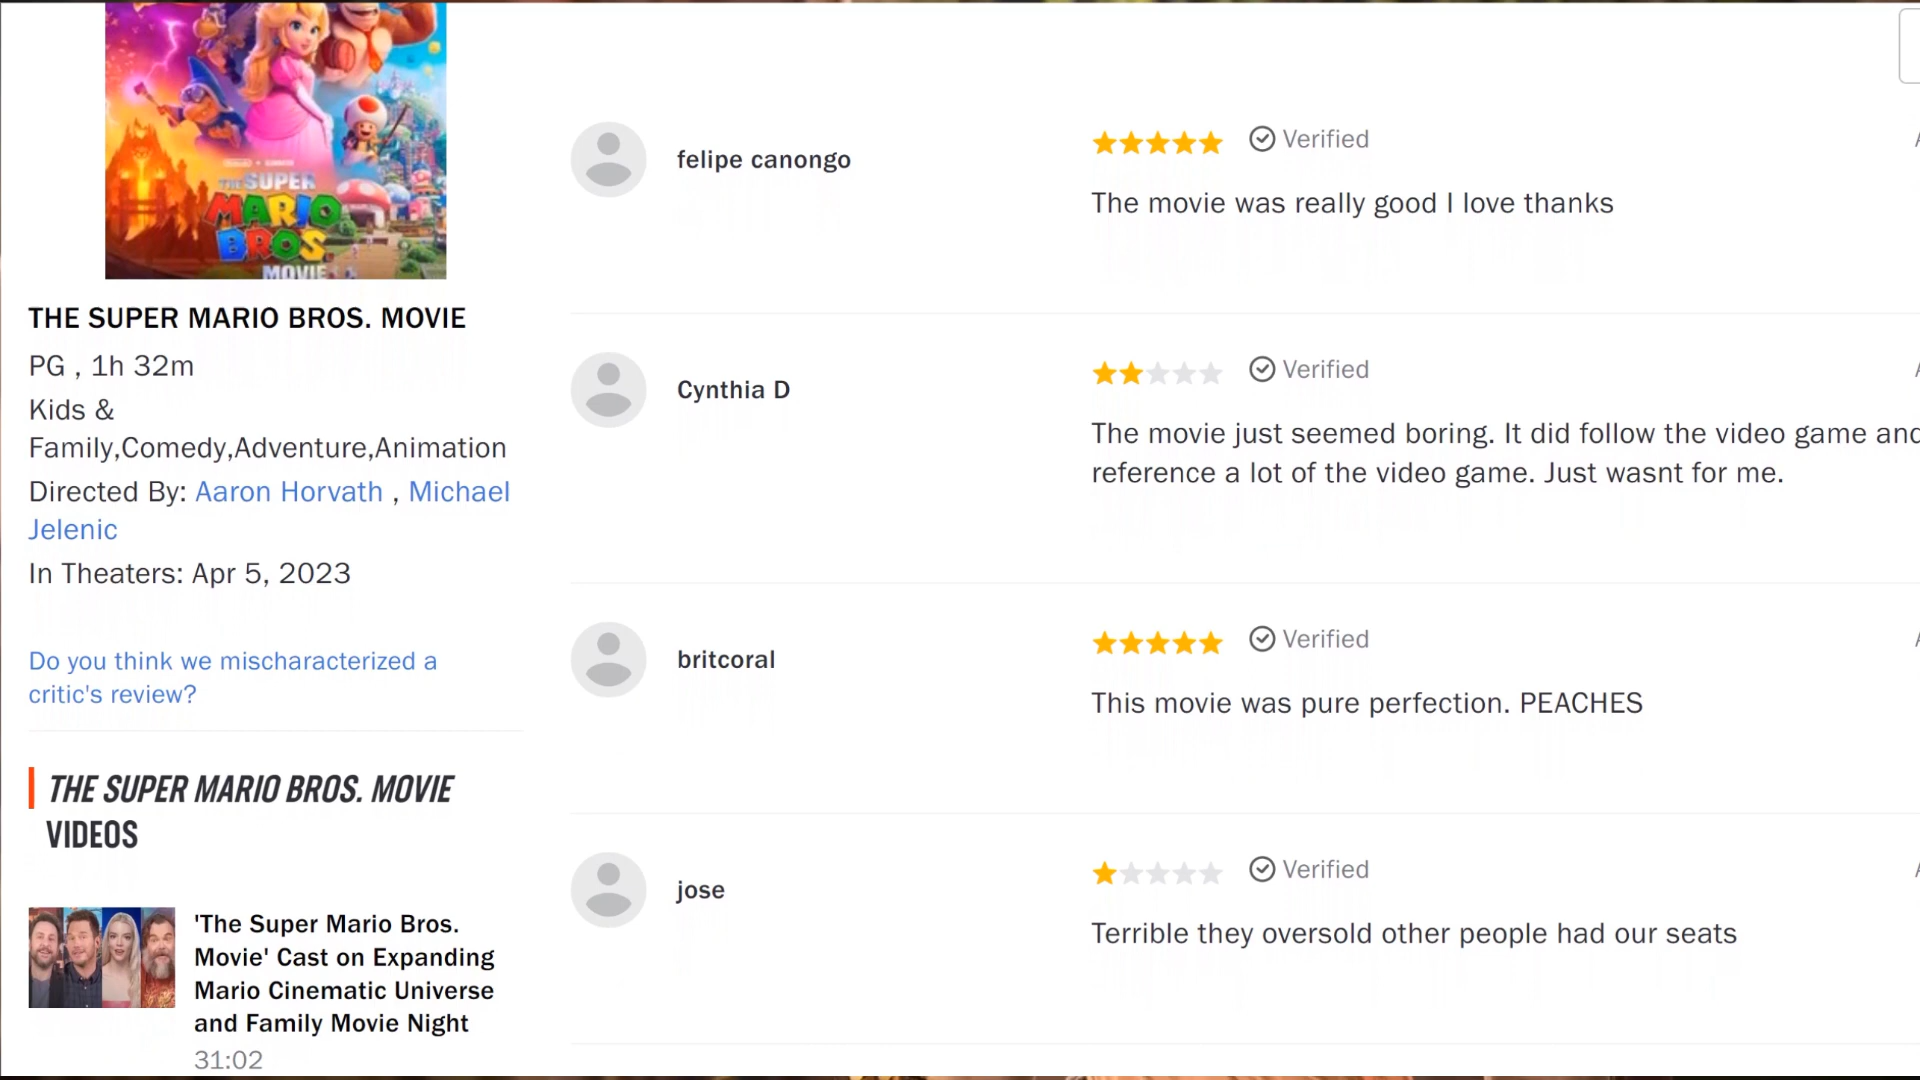 THE SUPER
MARIO
BROS.
MOVIE
THE SUPER MARIO BROS. MOVIE
PG , 1h 32m
Kids &
Family,Comedy,Adventure,Animation
Directed By: Aaron Horvath , Michael
Jelenic
In Theaters: Apr 5, 2023
Do you think we mischaracterized a
critic's review?
THE SUPER MARIO BROS. MOVIE
VIDEOS
'The Super Mario Bros.
Movie' Cast on Expanding
Mario Cinematic Universe
and Family Movie Night
31:02
felipe canongo
Verified
The movie was really good I love thanks
Cynthia D
Verified
The movie just seemed boring. It did follow the video game and
reference a lot of the video game. Just wasnt for me.
britcoral
Verified
This movie was pure perfection. PEACHES
jose
Verified
Terrible they oversold other people had our seats